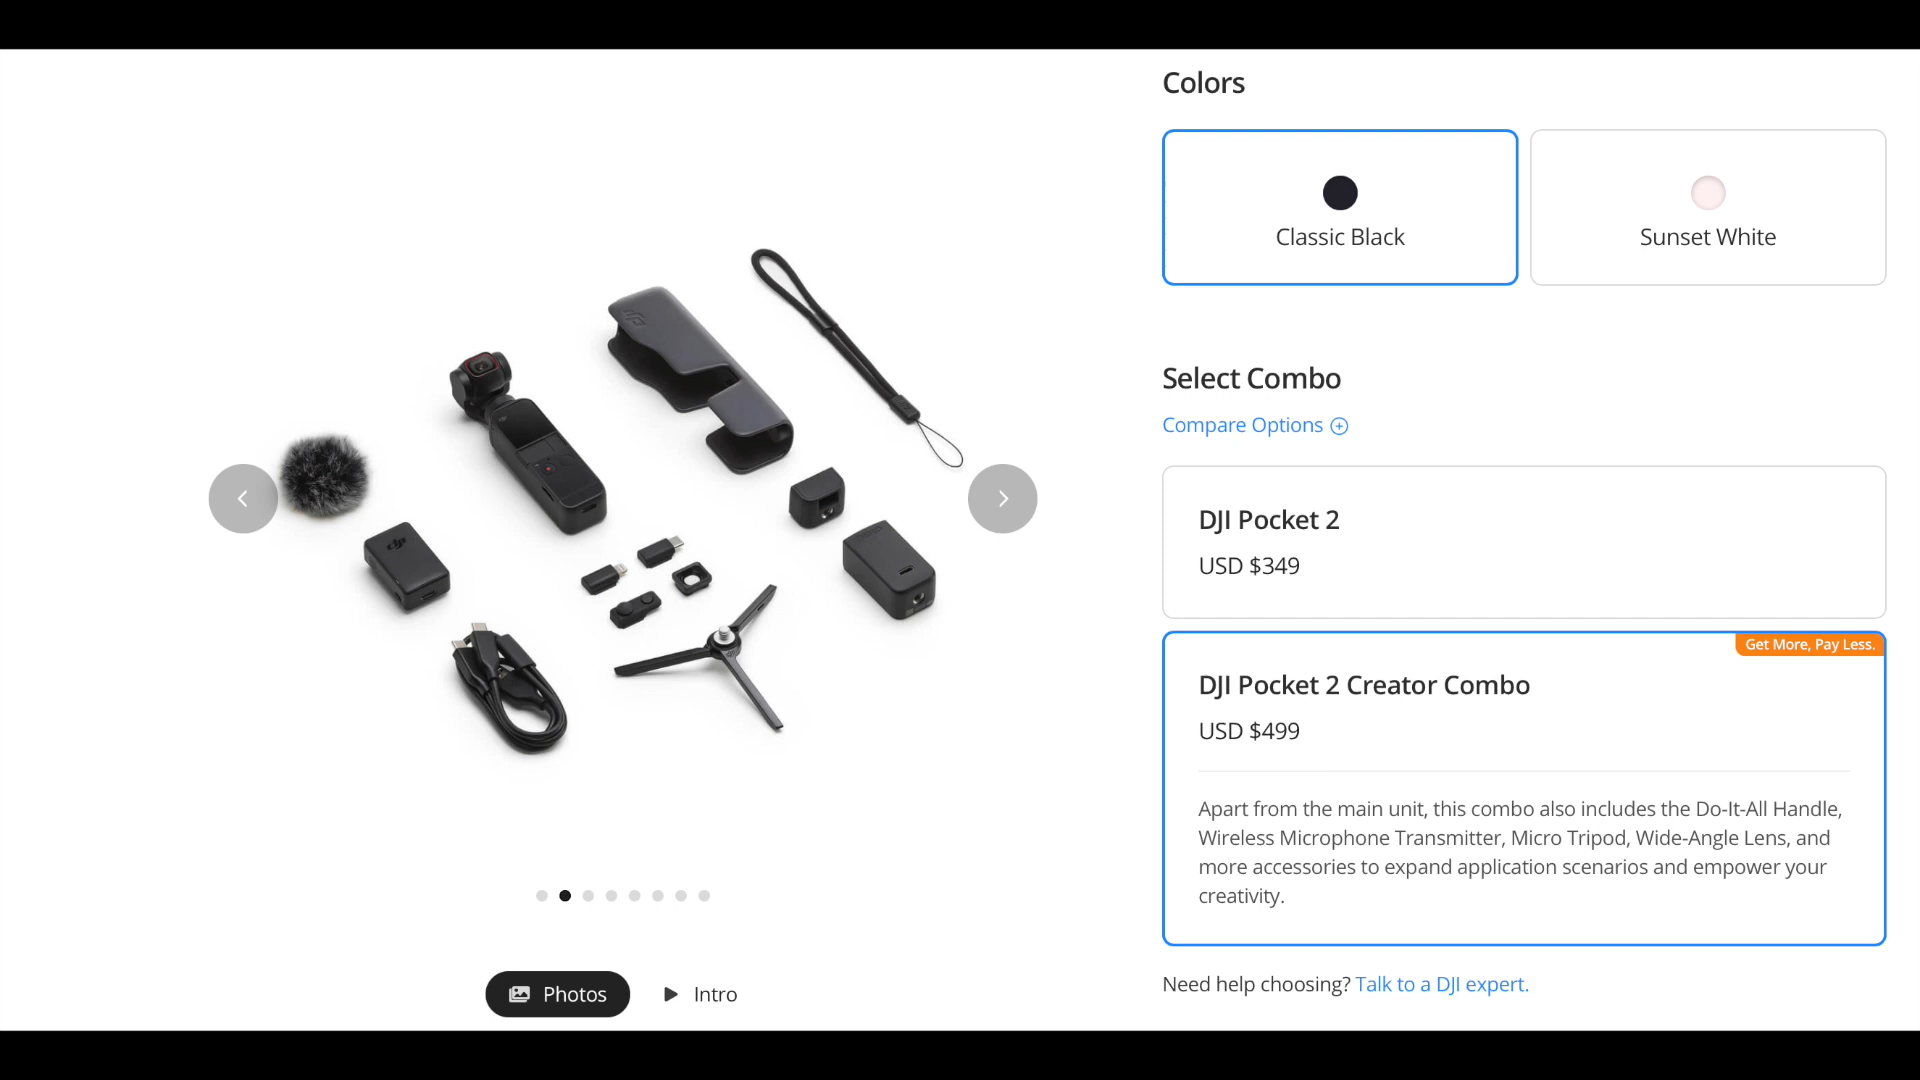 Colors
Classic Black
Sunset White
Select Combo
Compare Options
DJI Pocket 2
USD $349
Get More, Pay Less.
DJI Pocket 2 Creator Combo
USD $499
Apart from the main unit, this combo also includes the Do-It-All Handle,
Wireless Microphone Transmitter, Micro Tripod, Wide-Angle Lens, and
more accessories to expand application scenarios and empower your
creativity.
Need help choosing? Talk to a DJI expert.
Photos
Intro